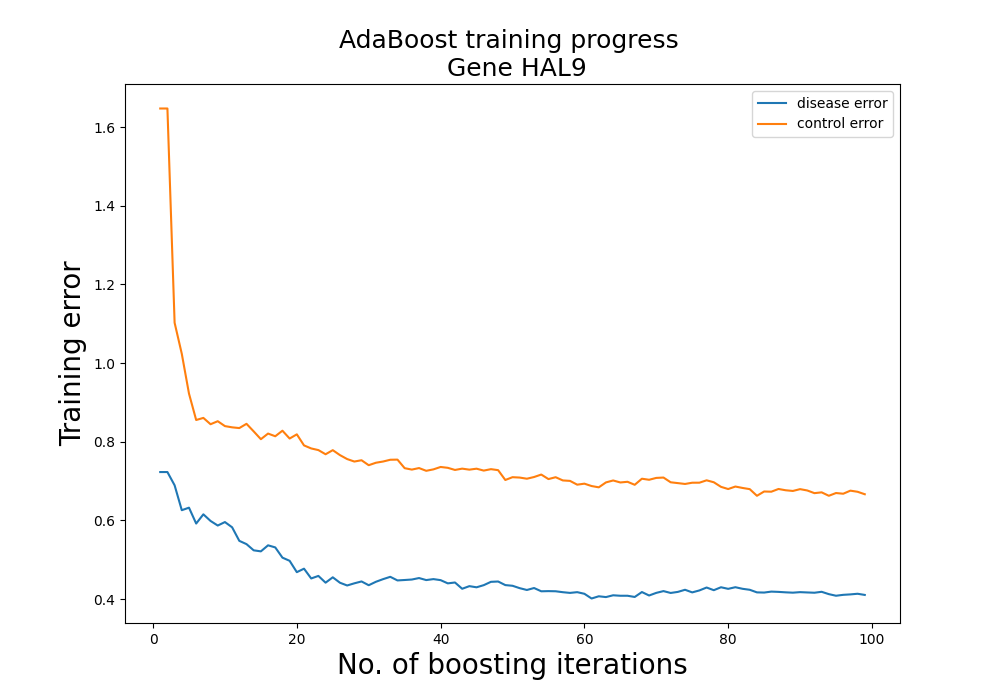 AdaBoost training progress
Gene HAL9
disease error
control error
Training error
1.6
1.4
1.2
1.0
0.8
0.6
0.4
0 20 40 60 80 100
No. of boosting iterations